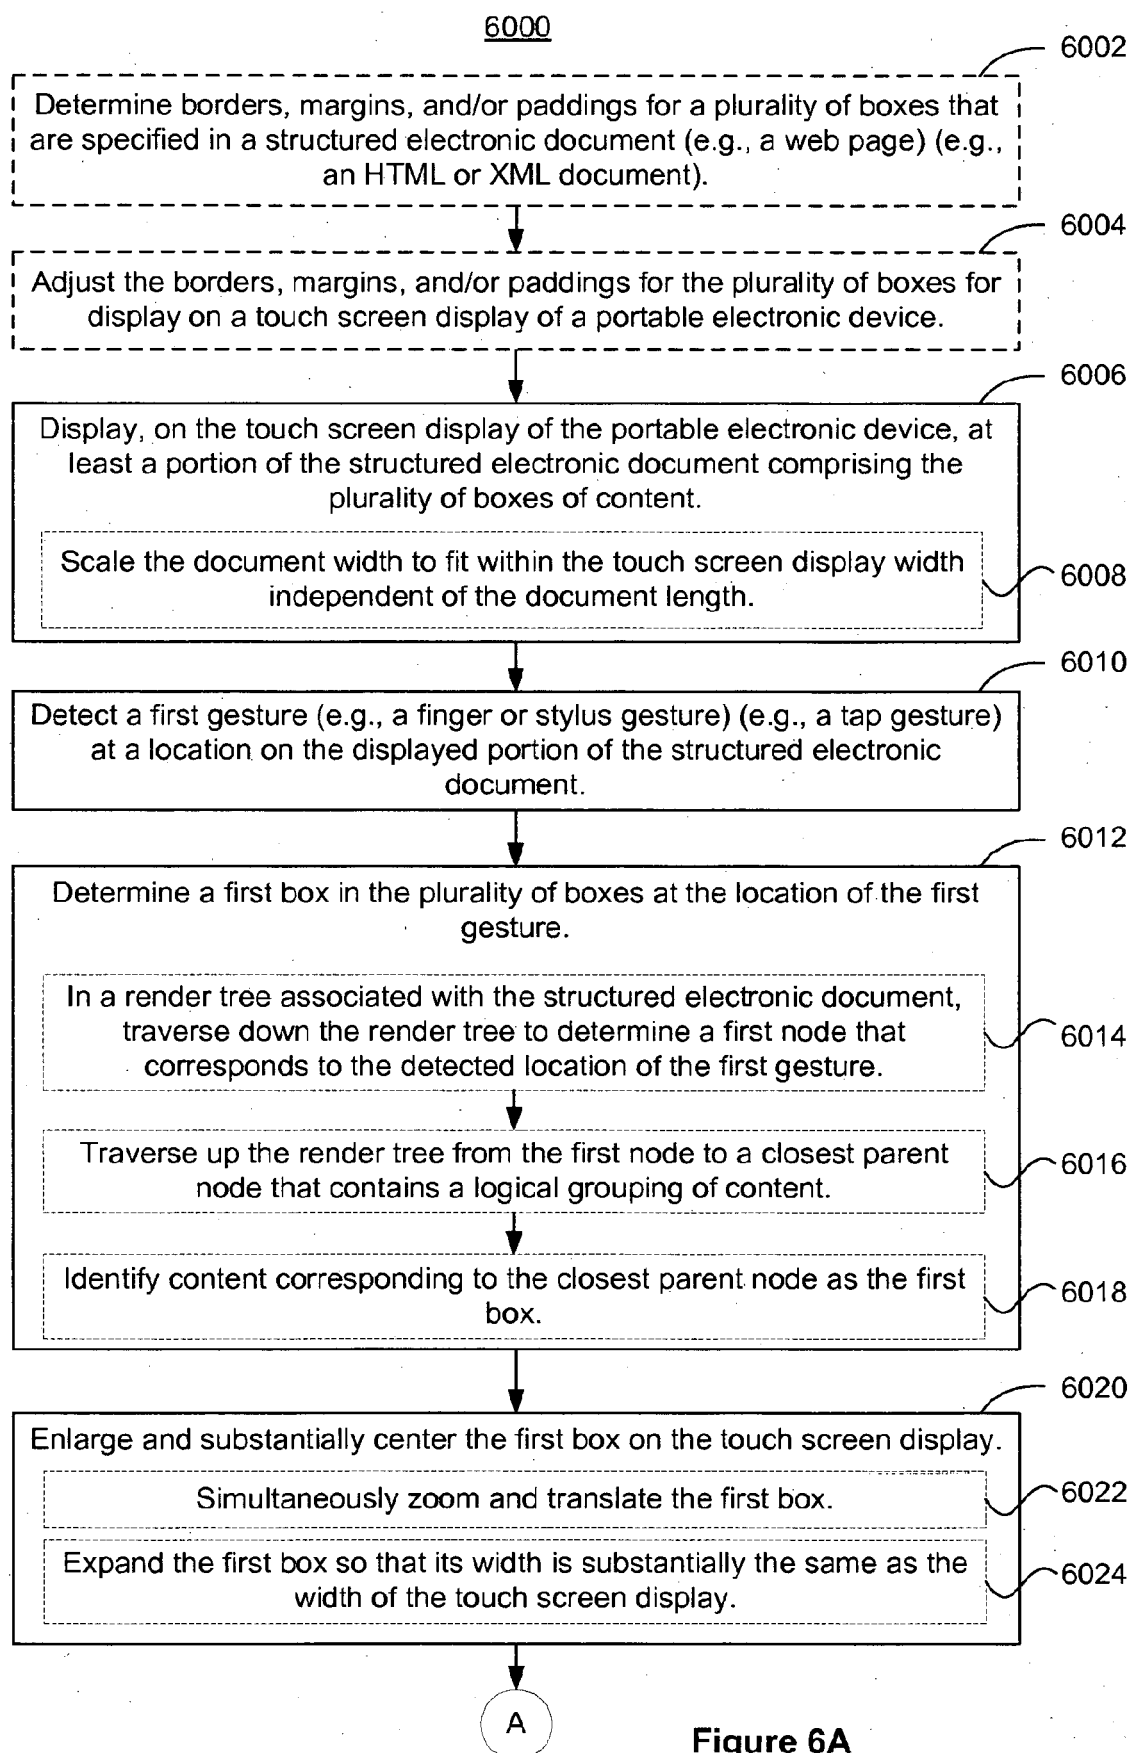 6000
6002
Determine borders, margins, and/or paddings for a plurality of boxes that
are specified in a structured electronic document (e.g., a web page) (e.g.,
an HTML or XML document).
6004
Adjust the borders, margins, and/or paddings for the plurality of boxes for
display on a touch screen display of a portable electronic device.
6006
Display, on the touch screen display of the portable electronic device, at
least a portion of the structured electronic document comprising the
plurality of boxes of content.
Scale the document width to fit within the touch screen display width
independent of the document length.
6008
6010
Detect a first gesture (e.g., a finger or stylus gesture) (e.g., a tap gesture)
at a location on the displayed portion of the structured electronic
document.
6012
Determine a first box in the plurality of boxes at the location of the first
gesture.
In a render tree associated with the structured electronic document,
traverse down the render tree to determine a first node that
corresponds to the detected location of the first gesture.
6014
Traverse up the render tree from the first node to a closest parent
node that contains a logical grouping of content.
6016
Identify content corresponding to the closest parent node as the first
box.
6018
6020
Enlarge and substantially center the first box on the touch screen display.
Simultaneously zoom and translate the first box.
6022
Expand the first box so that its width is substantially the same as the
width of the touch screen display.
6024
A
Figure 6A